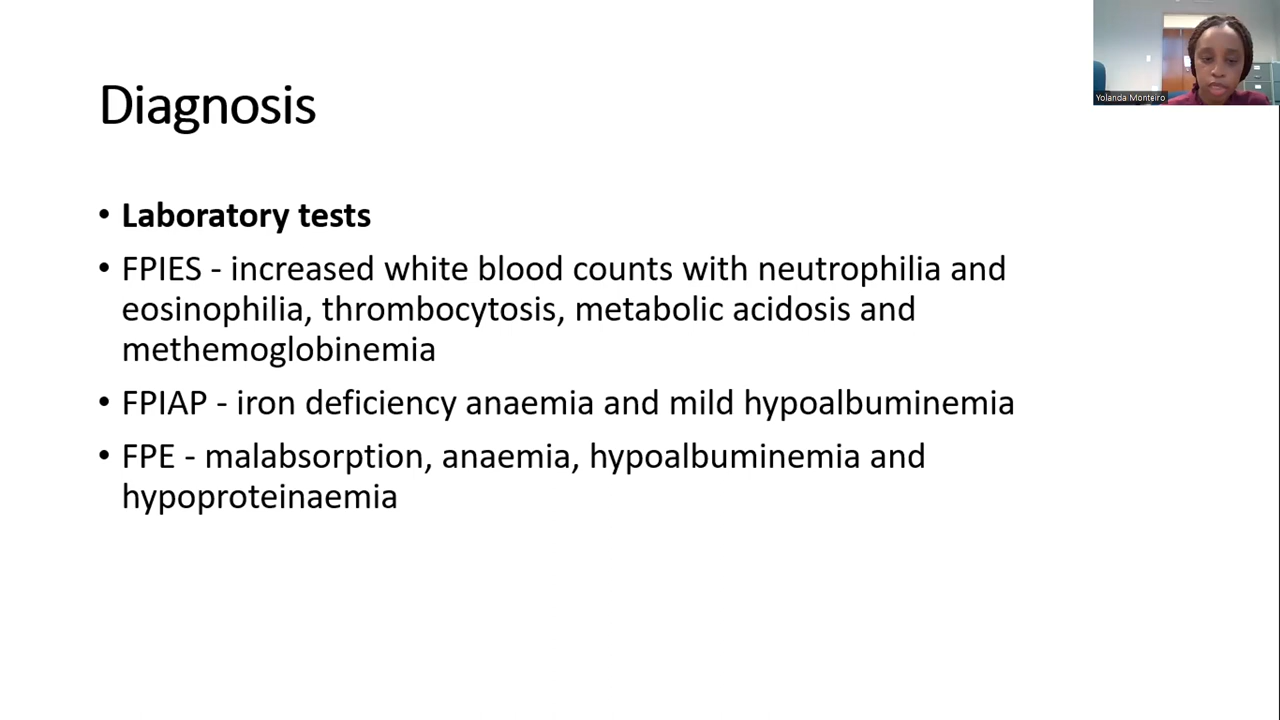 Yolanda Monteiro
Diagnosis
• Laboratory tests
• FPIES - increased white blood counts with neutrophilia and
eosinophilia, thrombocytosis, metabolic acidosis and
methemoglobinemia
• FPIAP - iron deficiency anaemia and mild hypoalbuminemia
• FPE - malabsorption, anaemia, hypoalbuminemia and
hypoproteinaemia